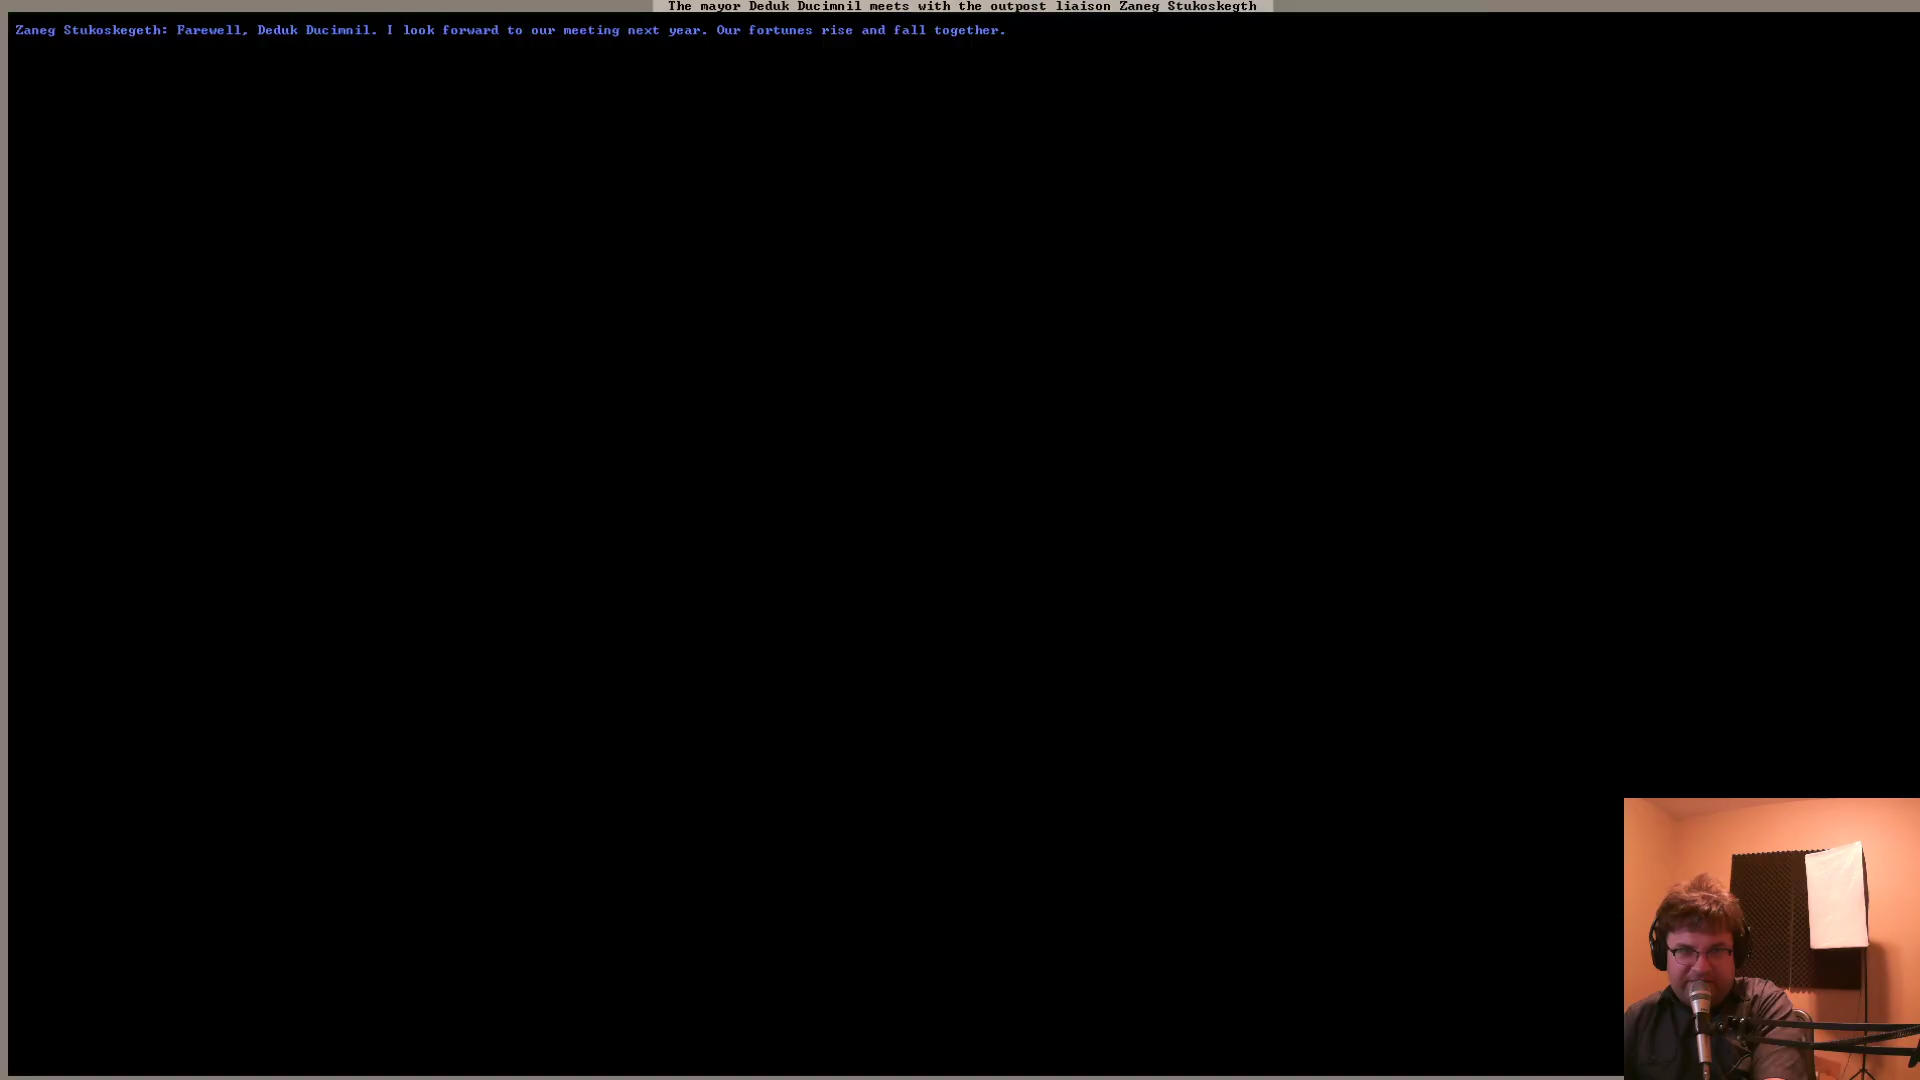 The mayor Deduk Ducimnil meets with the outpost liaison Zaneg Stukoskegth
Zaneg Stukoskegeth: Farewell, Deduk Ducimnil. I look forward to our meeting next year. Our fortunes rise and fall together.